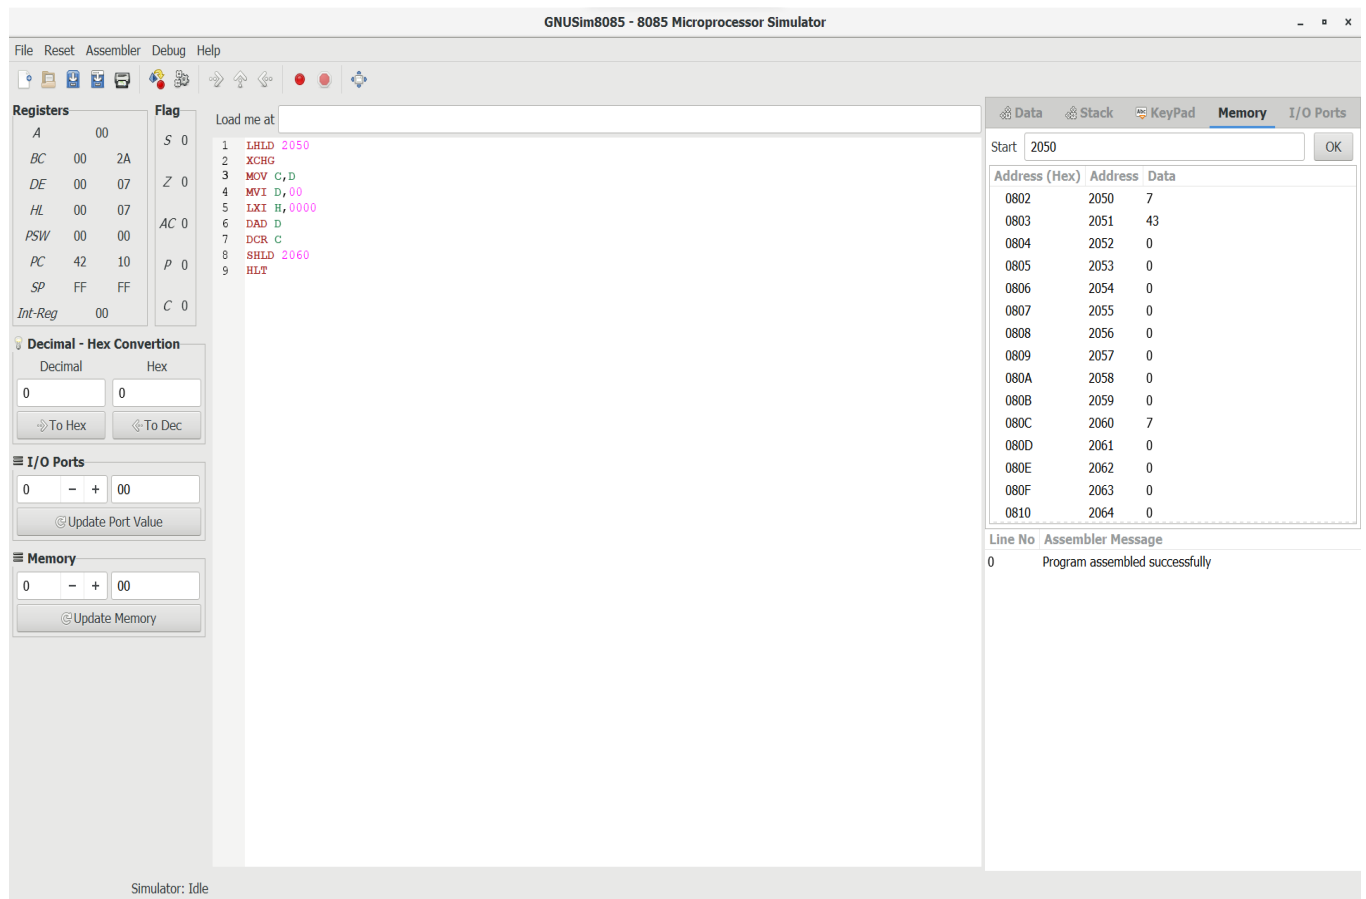 GNUSim8085 - 8085 Microprocessor Simulator
File Reset Assembler Debug Help
Registers
A 00
BC 00 2A
DE 00 07
HL 00 07
PSW 00 00
PC 42 10
SP FF FF
Int-Reg 00
Flag
S 0
Z 0
AC 0
P 0
C 0
Decimal - Hex Convertion
Decimal Hex
0 0
To Hex To Dec
I/O Ports
0 - + 00
Update Port Value
Memory
0 - + 00
Update Memory
Load me at
1 LHLD 2050
2 XCHG
3 MOV C,D
4 MVI D,00
5 LXI H,0000
6 DAD D
7 DCR C
8 SHLD 2060
9 HLT
Data Stack KeyPad Memory I/O Ports
Start 2050 OK
Address (Hex) Address Data
0802 2050 7
0803 2051 43
0804 2052 0
0805 2053 0
0806 2054 0
0807 2055 0
0808 2056 0
0809 2057 0
080A 2058 0
080B 2059 0
080C 2060 7
080D 2061 0
080E 2062 0
080F 2063 0
0810 2064 0
Line No Assembler Message
0 Program assembled successfully
Simulator: Idle